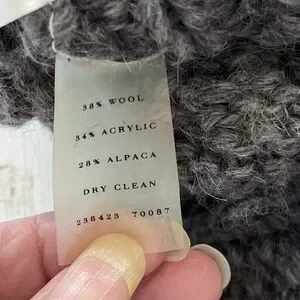 38% WOOL
34% ACRYLIC
28% ALPACA
DRY CLEAN
238423 70087